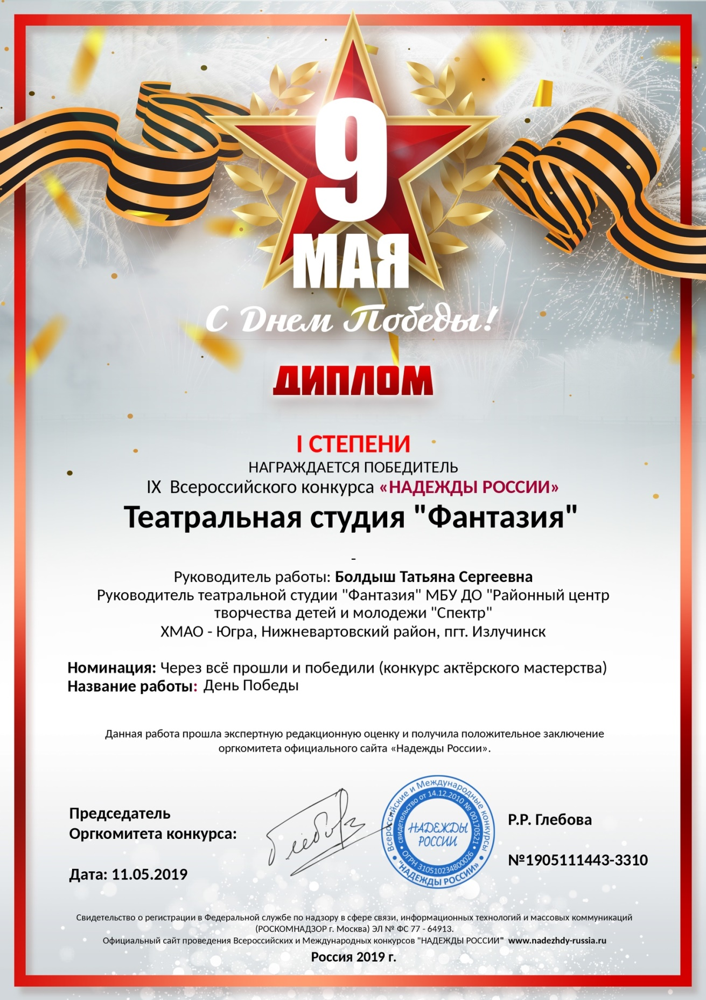 9
МАЯ
С Днем Победы!
ДИПЛОМ
I СТЕПЕНИ
НАГРАЖДАЕТСЯ ПОБЕДИТЕЛЬ
IX Всероссийского конкурса «НАДЕЖДЫ РОССИИ»
Театральная студия "Фантазия"
-
Руководитель работы: Болдыш Татьяна Сергеевна
Руководитель театральной студии "Фантазия" МБУ ДО "Районный центр
творчества детей и молодежи "Спектр"
ХМАО - Югра, Нижневартовский район, пгт. Излучинск
Номинация: Через всё прошли и победили (конкурс актёрского мастерства)
Название работы: День Победы
Данная работа прошла экспертную редакционную оценку и получила положительное заключение
оргкомитета официального сайта «Надежды России».
Председатель
Оргкомитета конкурса:
Глебова
Всероссийские и Международные конкурсы
"НАДЕЖДЫ РОССИИ»
свидетельство от 14.12.2010 № 00170521
ОГРН 310510234800026
НАДЕЖДЫ
РОССИИ
Р.Р. Глебова
№1905111443-3310
Дата: 11.05.2019
Свидетельство о регистрации в Федеральной службе по надзору в сфере связи, информационных технологий и массовых коммуникаций
(РОСКОМНАДЗОР г. Москва) ЭЛ № ФС 77 - 64913.
Официальный сайт проведения Всероссийских и Международных конкурсов "НАДЕЖДЫ РОССИИ" www.nadezhdy-russia.ru
Россия 2019 г.